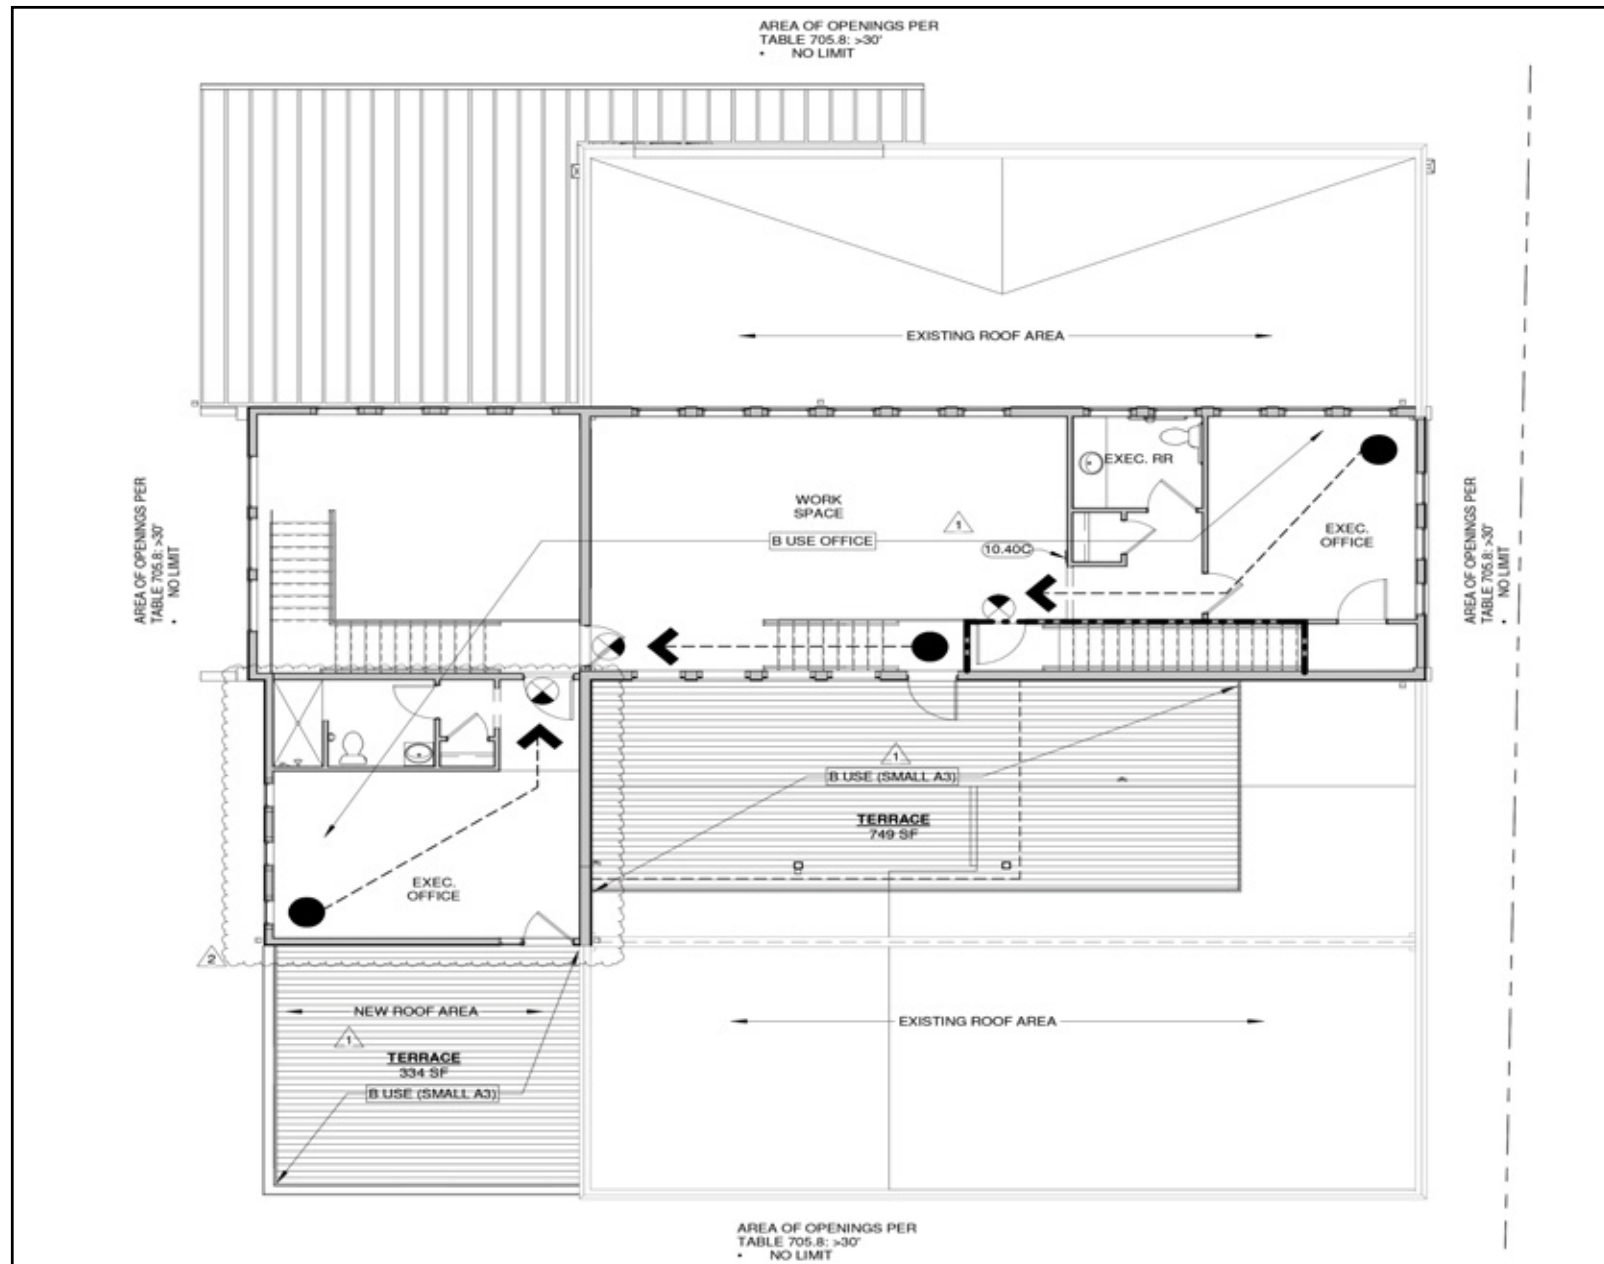 AREA OF OPENINGS PER
TABLE 705.8: >30'
• NO LIMIT
EXISTING ROOF AREA
AREA OF OPENINGS PER
TABLE 705.8: >30'
• NO LIMIT
AREA OF OPENINGS PER
TABLE 705.8: >30'
• NO LIMIT
EXEC. RR
WORK
SPACE
1
B USE OFFICE
10.40C
EXEC.
OFFICE
1
B USE (SMALL A3)
TERRACE
749 SF
EXEC.
OFFICE
2
NEW ROOF AREA
EXISTING ROOF AREA
1
TERRACE
334 SF
B USE (SMALL A3)
AREA OF OPENINGS PER
TABLE 705.8: >30'
• NO LIMIT